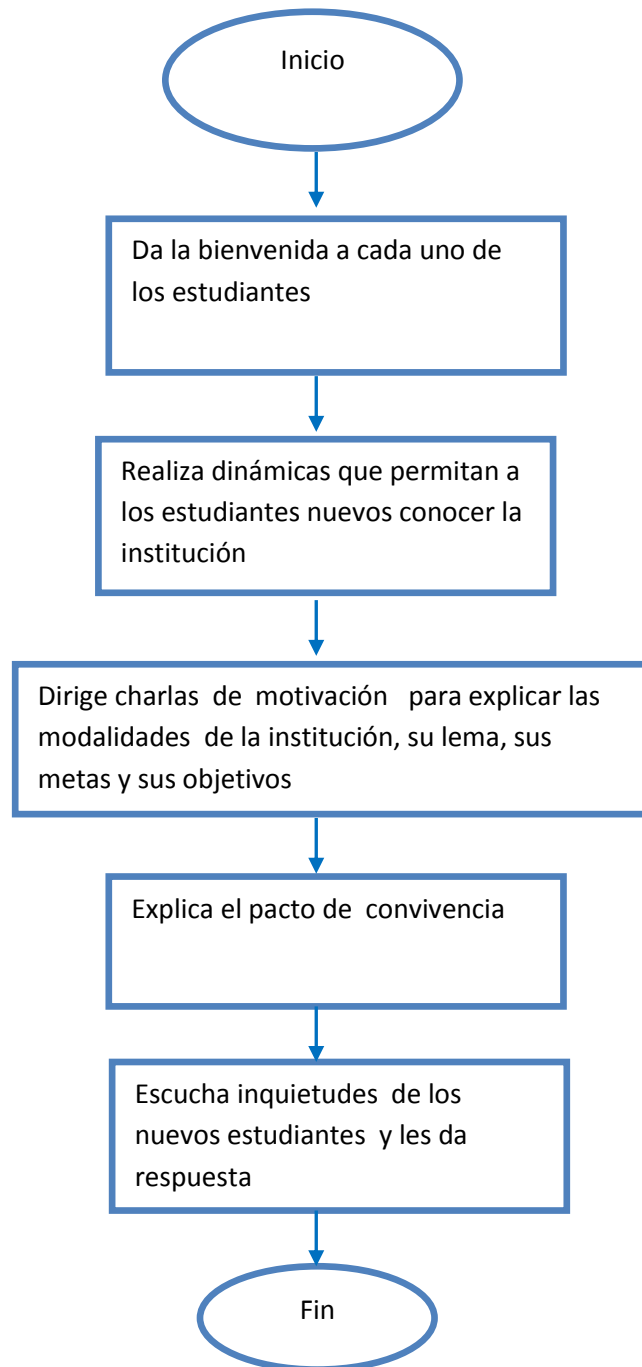 Inicio
Da la bienvenida a cada uno de
los estudiantes
Realiza dinámicas que permitan a
los estudiantes nuevos conocer la
institución
Dirige charlas de motivación para explicar las
modalidades de la institución, su lema, sus
metas y sus objetivos
Explica el pacto de convivencia
Escucha inquietudes de los
nuevos estudiantes y les da
respuesta
Fin